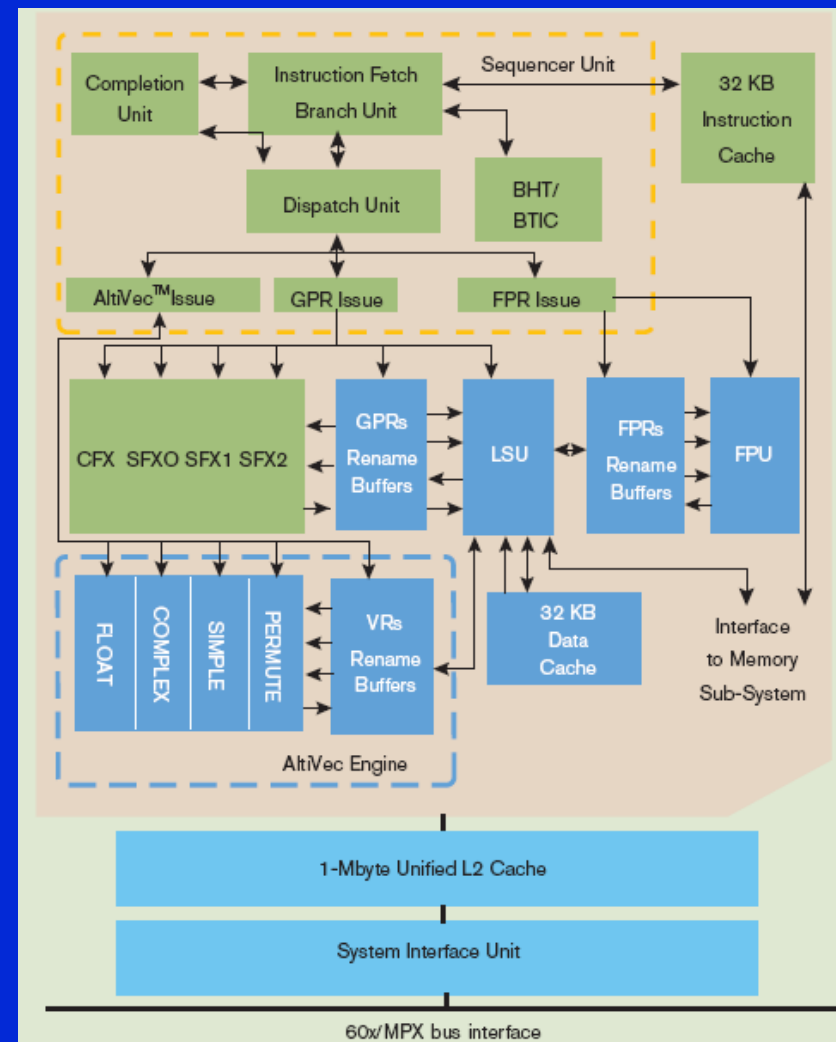 Completion
Unit
Instruction Fetch
Branch Unit
Sequencer Unit
32 KB
Instruction
Cache
Dispatch Unit
BHT/
BTIC
AltiVec™Issue
GPR Issue
FPR Issue
CFX SFXO SFX1 SFX2
GPRs
Rename
Buffers
LSU
FPRs
Rename
Buffers
FPU
FLOAT
COMPLEX
SIMPLE
PERMUTE
VRs
Rename
Buffers
32 KB
Data
Cache
Interface
to Memory
Sub-System
AltiVec Engine
1-Mbyte Unified L2 Cache
System Interface Unit
60x/MPX bus interface